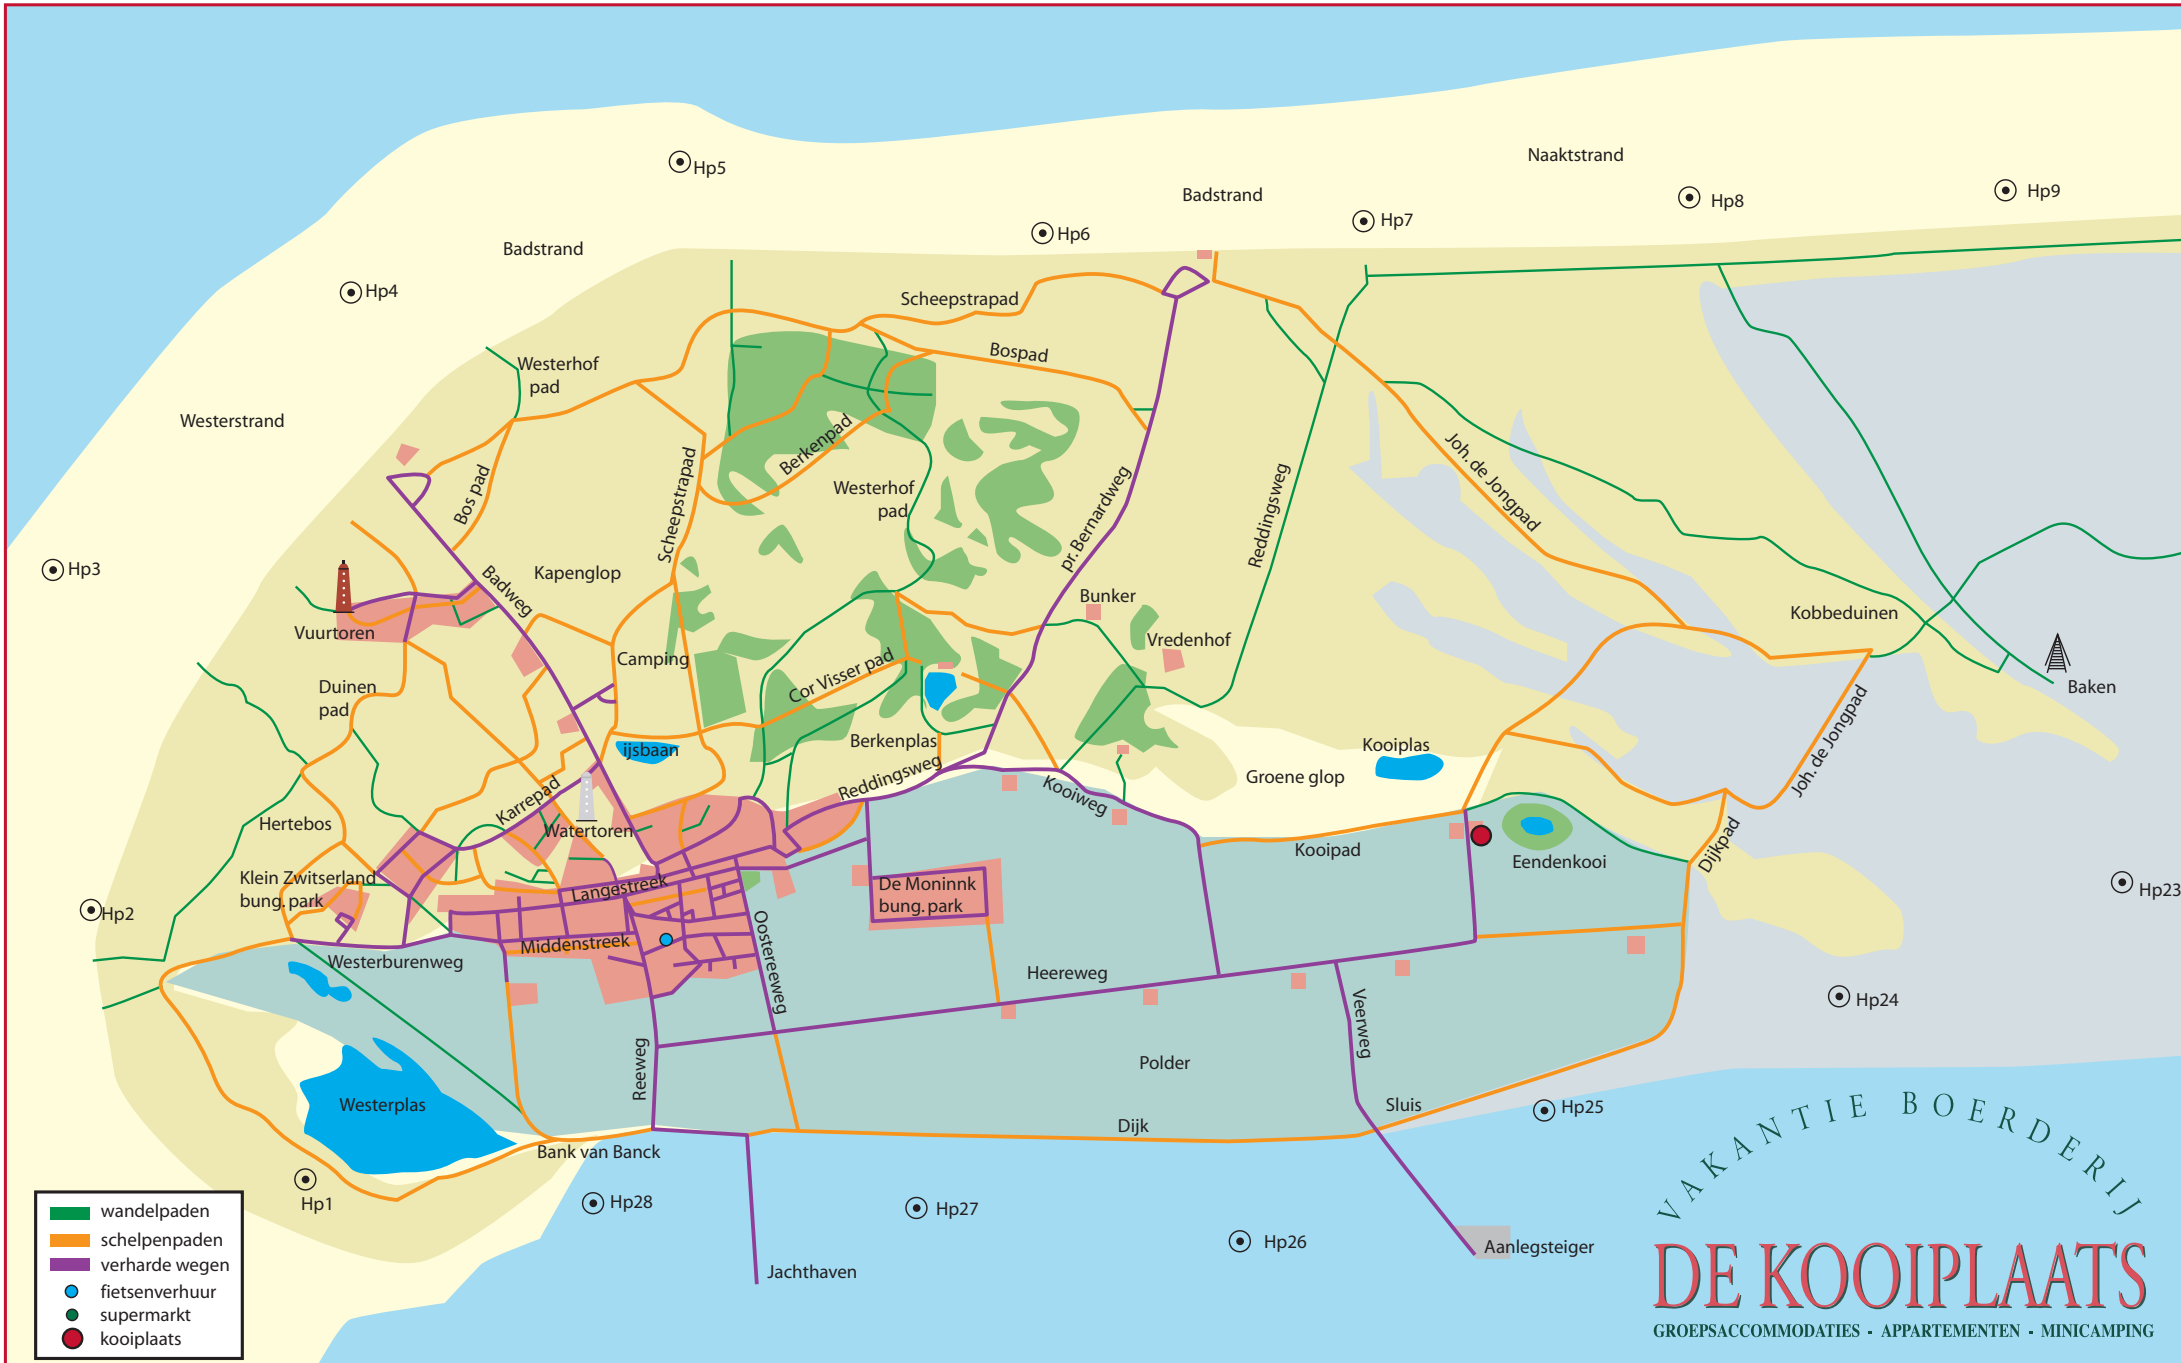 Naaktstrand
Hp5
Badstrand
Hp8
Hp9
Hp7
Hp6
Badstrand
Hp4
Scheepstrapad
Bospad
Westerhof
pad
Westerstrand
Berkenpad
Joh. de Jongpad
Bos pad
Scheepstrapad
Westerhof
pad
pr. Bernardweg
Reddingsweg
Hp3
Badweg
Kapenglop
Bunker
Kobbeduinen
Vuurtoren
Vredenhof
Camping
Cor Visser pad
Duinen
pad
Baken
Joh. de Jongpad
ijsbaan
Berkenplas
Kooiplas
Reddingsweg
Groene glop
Kooiweg
Karrepad
Hertebos
Watertoren
Kooipad
Eendenkooi
Dijkpad
Klein Zwitserland
bung. park
Langestreek
De Moninnk
bung. park
Hp23
Hp2
Middenstreek
Oostereeweg
Westerburenweg
Heereweg
Hp24
Veerweg
Reeweg
Polder
Westerplas
Sluis
Hp25
Dijk
Bank van Banck
Hp1
Hp28
Hp27
Hp26
Aanlegsteiger
Jachthaven
wandelpaden
schelpenpaden
verharde wegen
fietsenverhuur
supermarkt
kooiplaats
VAKANTIE BOERDERIJ
DE KOOIPLAATS
GROEPSACCOMMODATIES - APPARTEMENTEN - MINICAMPING